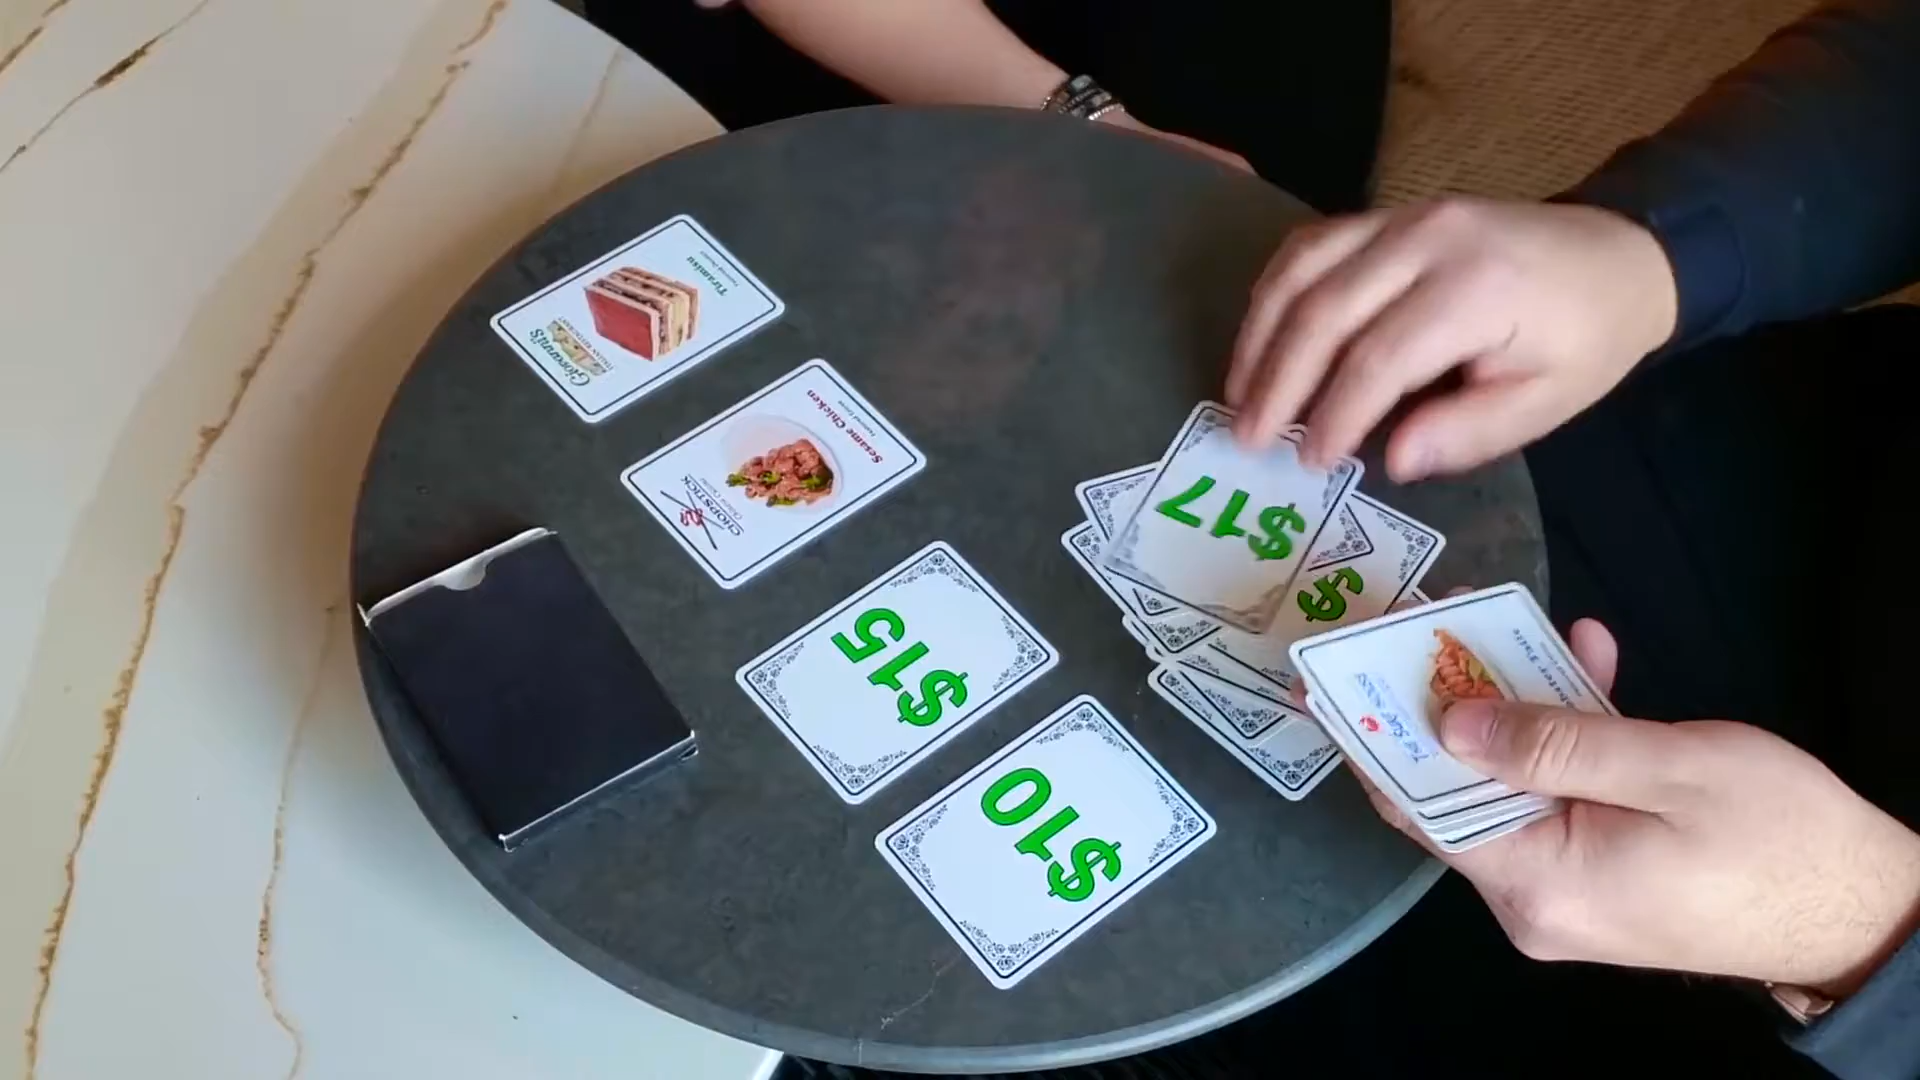 Tiramisu
Featured Dessert
Giovanni's
ITALIAN RESTAURANT
Sesame Chicken
Featured Entree
CHOPSTICK
Chinese Cuisine
$15
$10
$17
$